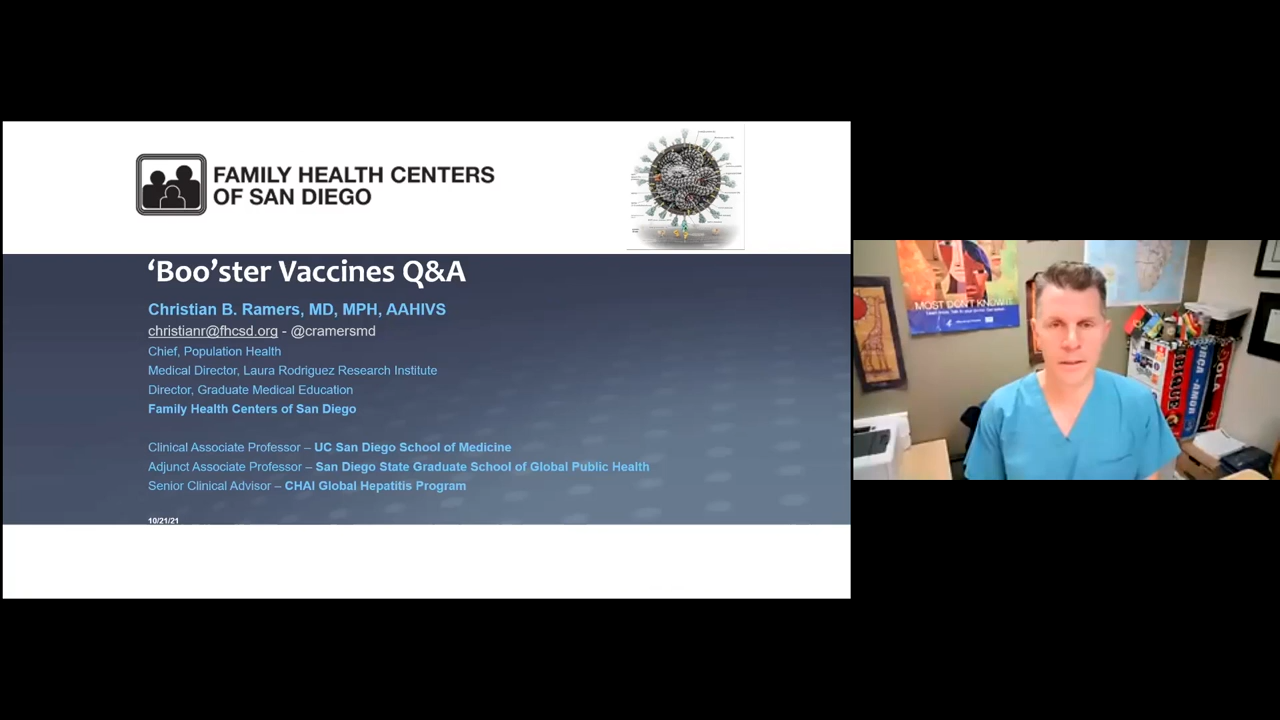 FAMILY HEALTH CENTERS
OF SAN DIEGO
‘Boo’ster Vaccines Q&A
Christian B. Ramers, MD, MPH, AAHIVS
christianr@fhcsd.org - @cramersmd
Chief, Population Health
Medical Director, Laura Rodriguez Research Institute
Director, Graduate Medical Education
Family Health Centers of San Diego
Clinical Associate Professor – UC San Diego School of Medicine
Adjunct Associate Professor – San Diego State Graduate School of Global Public Health
Senior Clinical Advisor – CHAI Global Hepatitis Program
10/21/21
MOST DON'T KNOW IT.